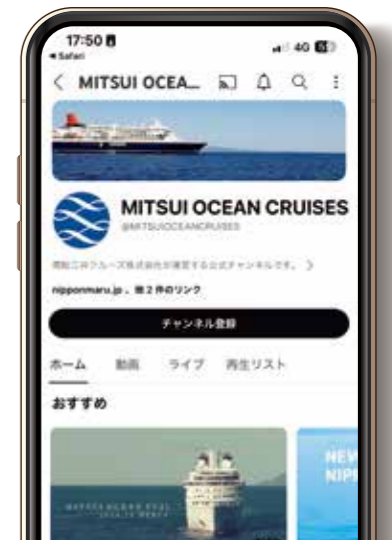 17:50
Safari
4G
MITSUI OCEA...
MITSUI OCEAN CRUISES
@MITSUIOCEANCRUISES
商船三井クルーズ株式会社が運営する公式チャンネルです。
nipponmaru.jp 、他 2 件のリンク
チャンネル登録
ホーム 動画 ライブ 再生リスト
おすすめ
MITSUI OCEAN FUJI
NEW
NIPP